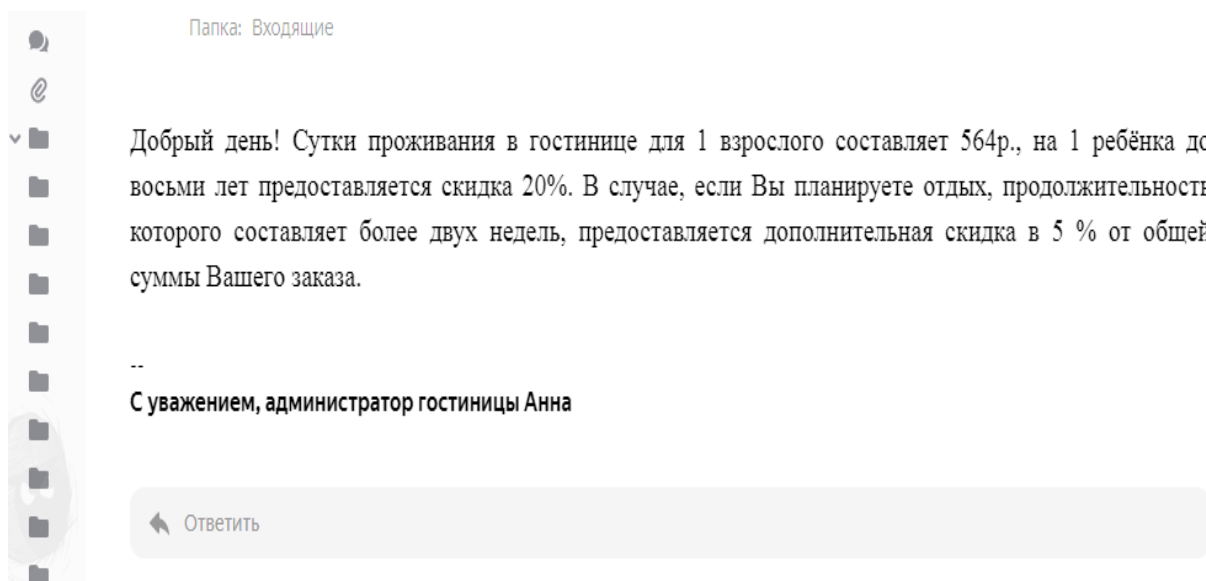 Папка: Входящие
Добрый день! Сутки проживания в гостинице для 1 взрослого составляет 564р., на 1 ребёнка до
восьми лет предоставляется скидка 20%. В случае, если Вы планируете отдых, продолжительность
которого составляет более двух недель, предоставляется дополнительная скидка в 5 % от общей
суммы Вашего заказа.
--
С уважением, администратор гостиницы Анна
Ответить